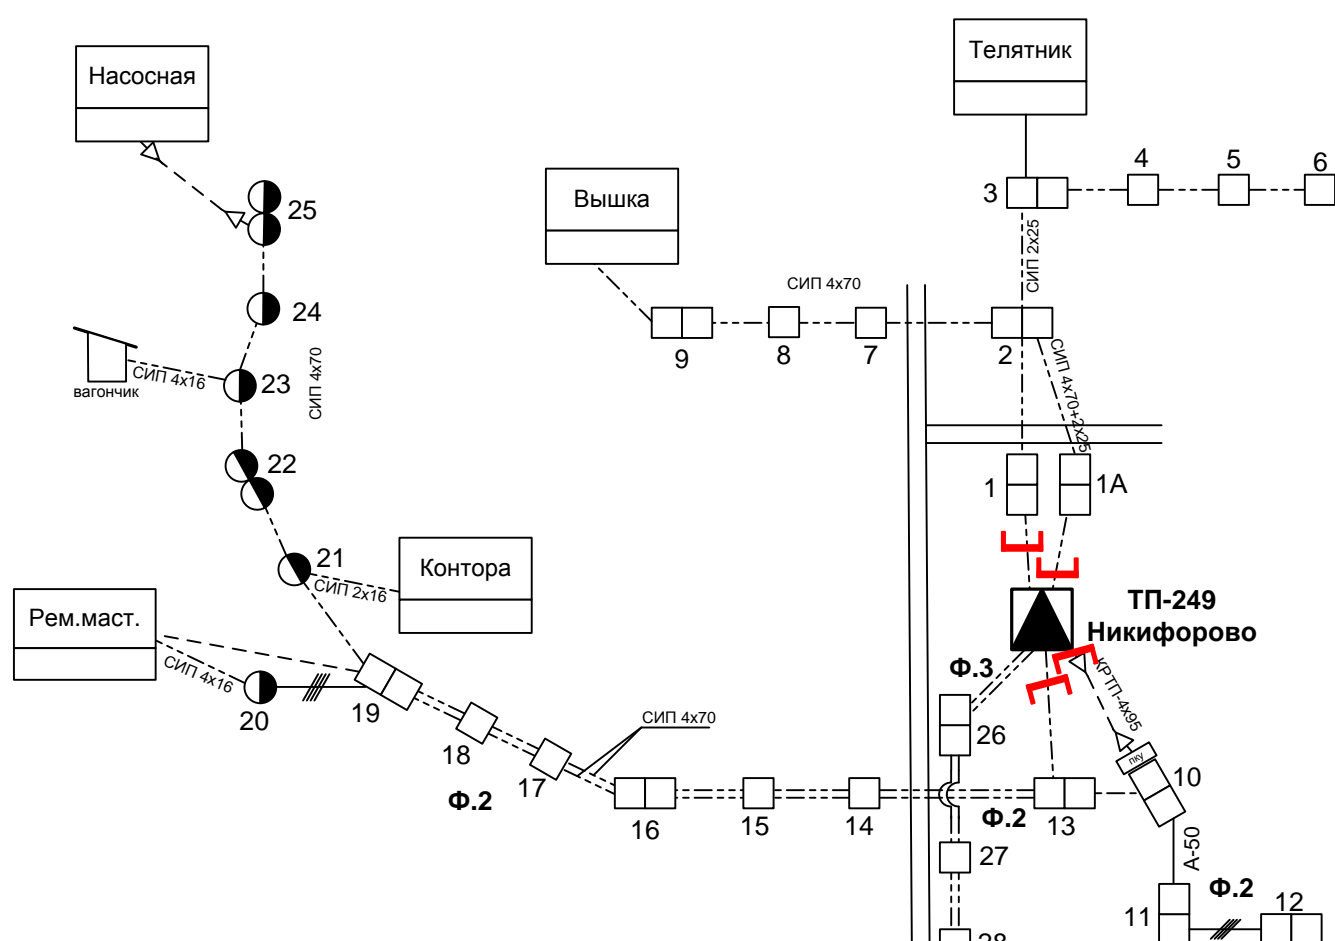 Телятник
Насосная
4
5
6
3
Вышка
25
СИП 2х25
СИП 4х70
24
9
8
7
2
СИП 4х70+2х25
СИП 4х16
23
СИП 4х70
вагончик
22
1
1А
21
Контора
СИП 2х16
ТП-249
Никифорово
Рем.маст.
СИП 4х16
20
19
Ф.3
КРТП-4х95
26
СИП 4х70
18
17
Ф.2
пку
10
16
15
14
Ф.2
13
27
А-50
Ф.2
11
12
28